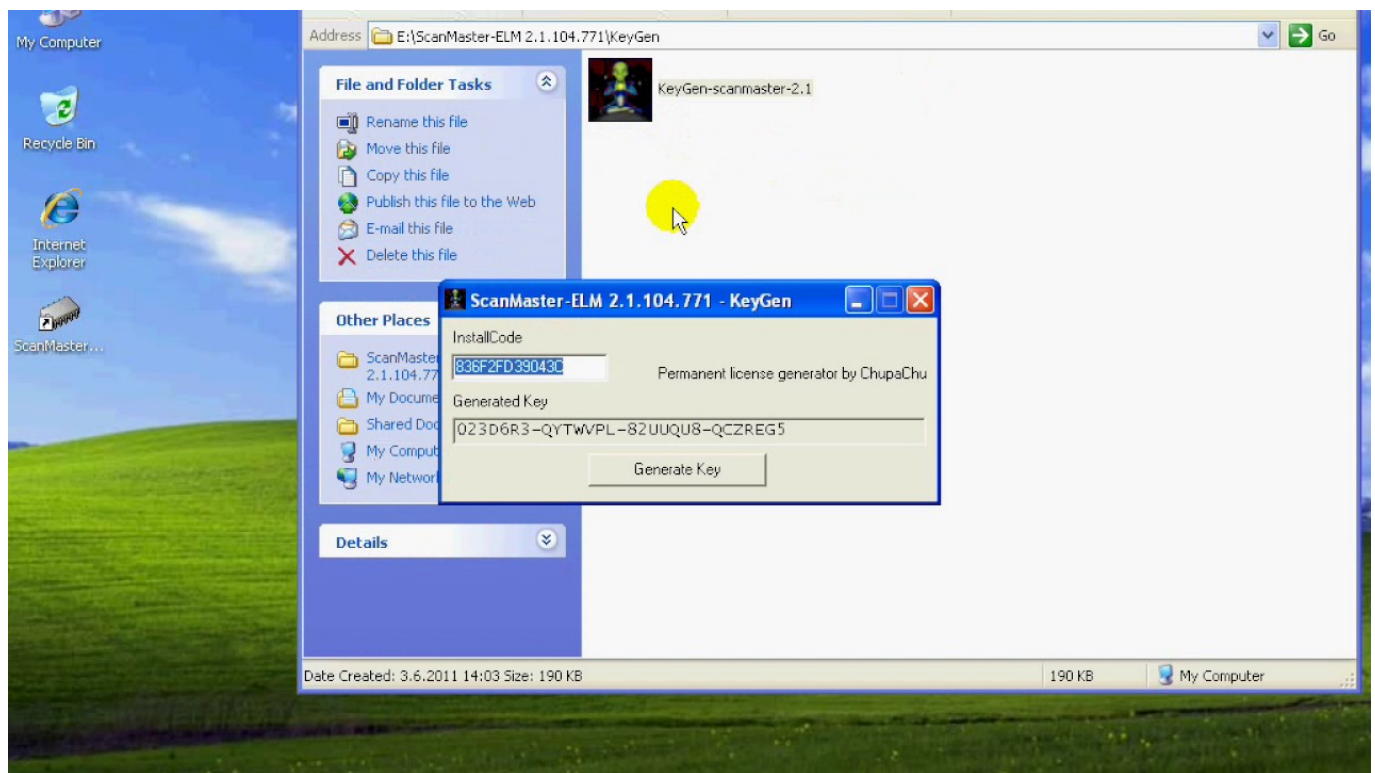 My Computer
Recycle Bin
Internet
Explorer
ScanMaster...
Address E:\ScanMaster-ELM 2.1.104.771\KeyGen Go
File and Folder Tasks
Rename this file
Move this file
Copy this file
Publish this file to the Web
E-mail this file
Delete this file
Other Places
ScanMaster
2.1.104.77
My Docume
Shared Doc
My Comput
My Networ
Details
KeyGen-scanmaster-2.1
ScanMaster-ELM 2.1.104.771 - KeyGen
InstallCode
836F2FD39043C
Permanent license generator by ChupaChu
Generated Key
023D6R3-QYTWVPL-82UUQU8-QCZREG5
Generate Key
Date Created: 3.6.2011 14:03 Size: 190 KB 190 KB My Computer